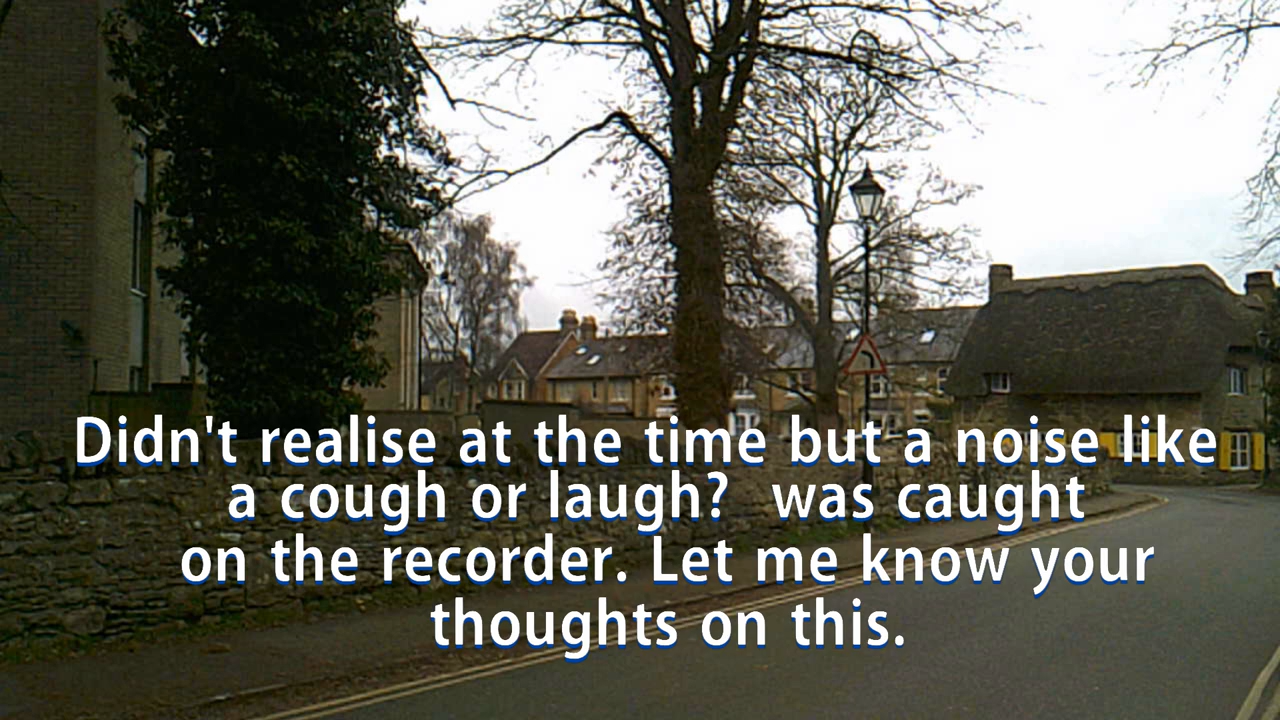 Didn't realise at the time but a noise like
a cough or laugh?  was caught
on the recorder. Let me know your
thoughts on this.